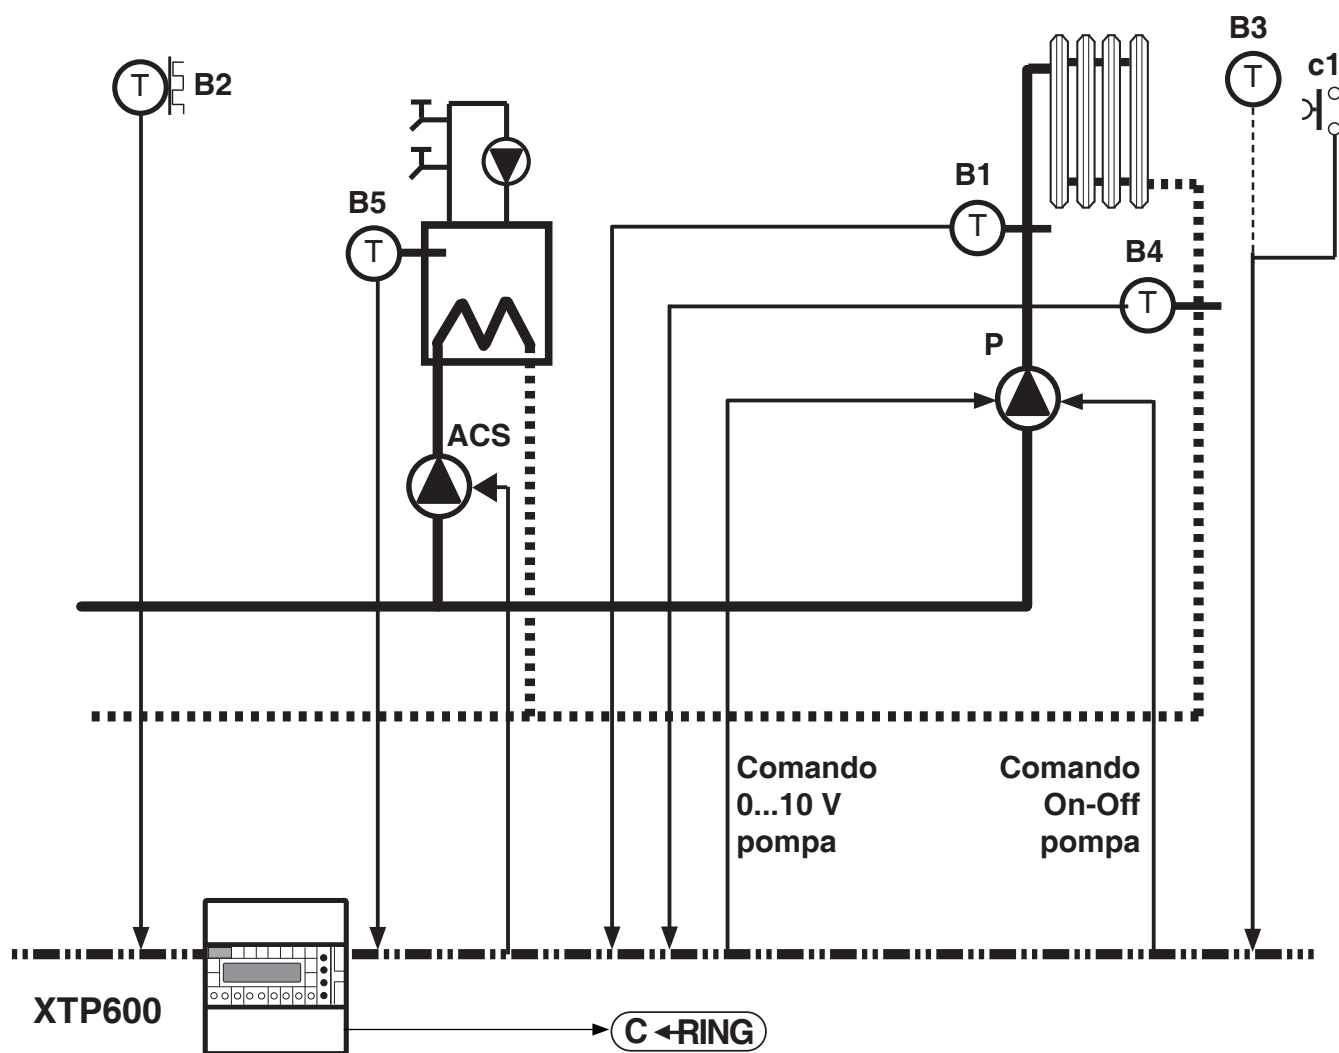 B3
c1
T
T
B2
B5
T
B1
T
B4
T
P
ACS
T
Comando
0...10 V
pompa
Comando
On-Off
pompa
XTP600
C RING